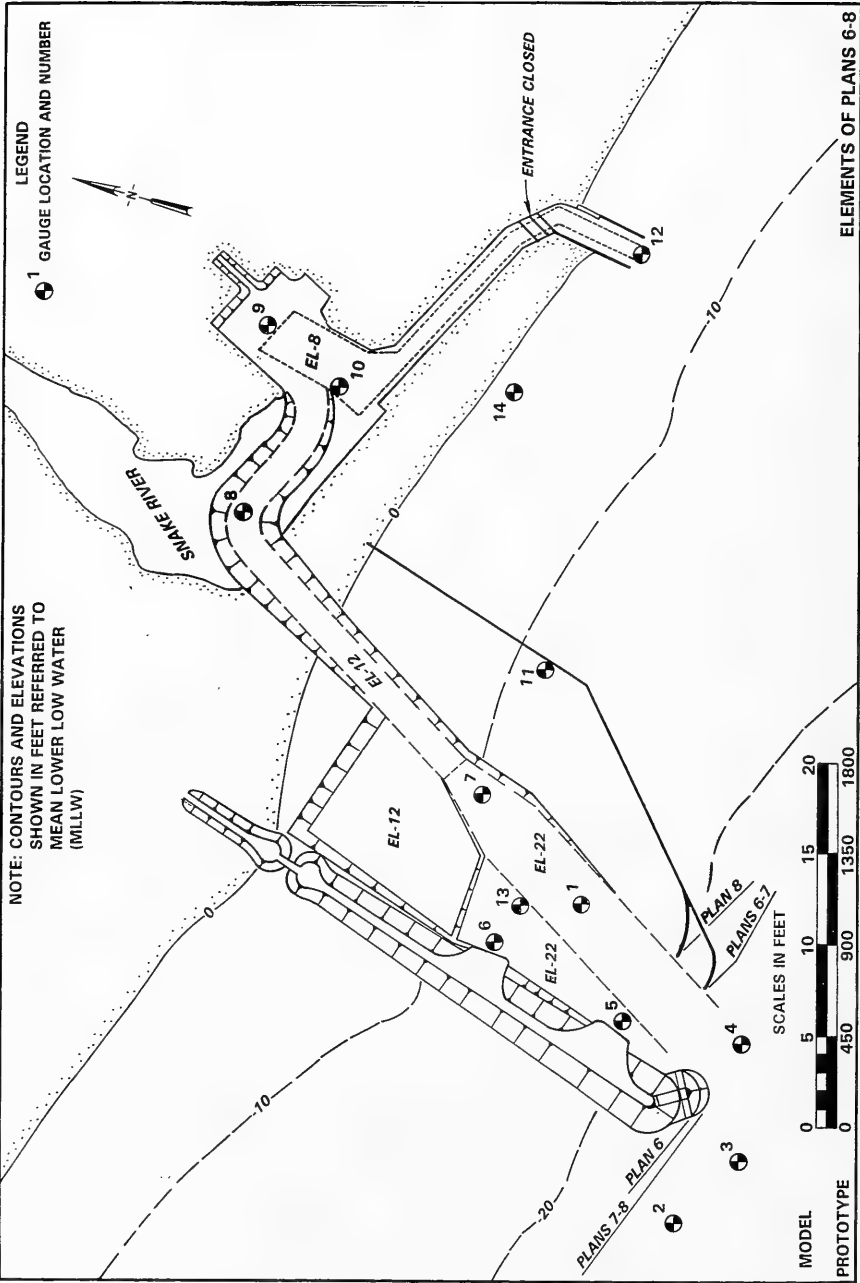 NOTE: CONTOURS AND ELEVATIONS
SHOWN IN FEET REFERRED TO
MEAN LOWER LOW WATER
(MLLW)
LEGEND
1
GAUGE LOCATION AND NUMBER
-N-
SNAKE RIVER
8
9
EL-8
10
ENTRANCE CLOSED
12
14
0
0
EL-12
EL-12
11
7
EL-22
13
1
6
EL-22
5
-10
-10
-20
PLAN 8
PLANS 6-7
4
3
2
PLAN 6
PLANS 7-8
SCALES IN FEET
MODEL
0 5 10 15 20
PROTOTYPE
0 450 900 1350 1800
ELEMENTS OF PLANS 6-8